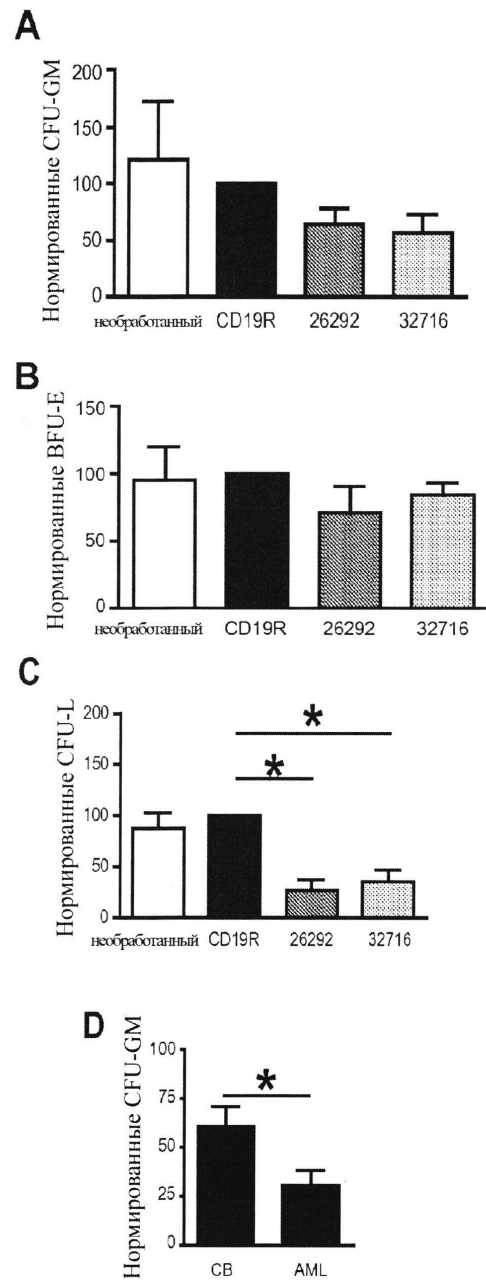 A
Нормированные CFU-GM
200
150
100
50
0
необработанный CD19R 26292 32716
B
Нормированные BFU-E
150
100
50
0
необработанный CD19R 26292 32716
C
Нормированные CFU-L
200
150
100
50
0
* *
необработанный CD19R 26292 32716
D
Нормированные CFU-GM
100
75
50
25
0
*
CB AML